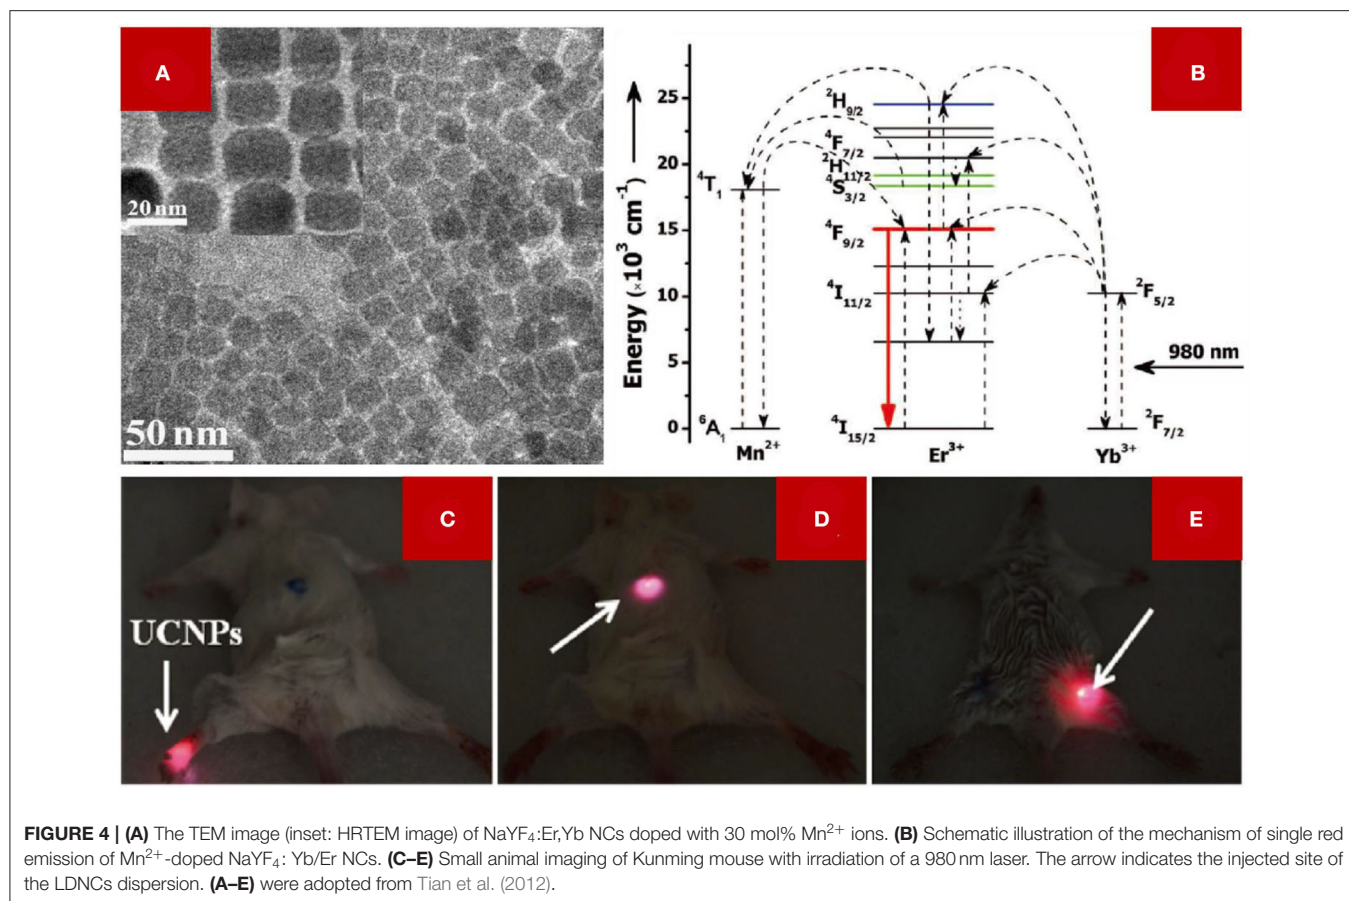 A
20 nm
50 nm
B
Energy (×10³ cm⁻¹)
25
20
15
10
5
0
⁴T₁
⁶A₁
Mn²⁺
²H₉/₂
⁴F₇/₂
²H₁₁/₂
⁴S₃/₂
⁴F₉/₂
⁴I₁₁/₂
⁴I₁₅/₂
Er³⁺
²F₅/₂
980 nm
²F₇/₂
Yb³⁺
C
UCNPs
D
E
FIGURE 4 | (A) The TEM image (inset: HRTEM image) of NaYF₄:Er,Yb NCs doped with 30 mol% Mn²⁺ ions. (B) Schematic illustration of the mechanism of single red
emission of Mn²⁺-doped NaYF₄: Yb/Er NCs. (C–E) Small animal imaging of Kunming mouse with irradiation of a 980 nm laser. The arrow indicates the injected site of
the LDNCs dispersion. (A–E) were adopted from Tian et al. (2012).